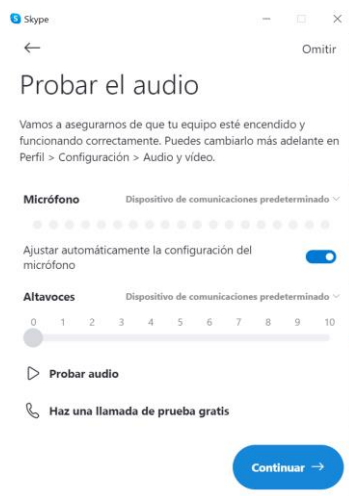 Skype
Omitir
Probar el audio
Vamos a asegurarnos de que tu equipo esté encendido y
funcionando correctamente. Puedes cambiarlo más adelante en
Perfil > Configuración > Audio y vídeo.
Micrófono Dispositivo de comunicaciones predeterminado
Ajustar automáticamente la configuración del
micrófono
Altavoces Dispositivo de comunicaciones predeterminado
0 1 2 3 4 5 6 7 8 9 10
Probar audio
Haz una llamada de prueba gratis
Continuar →